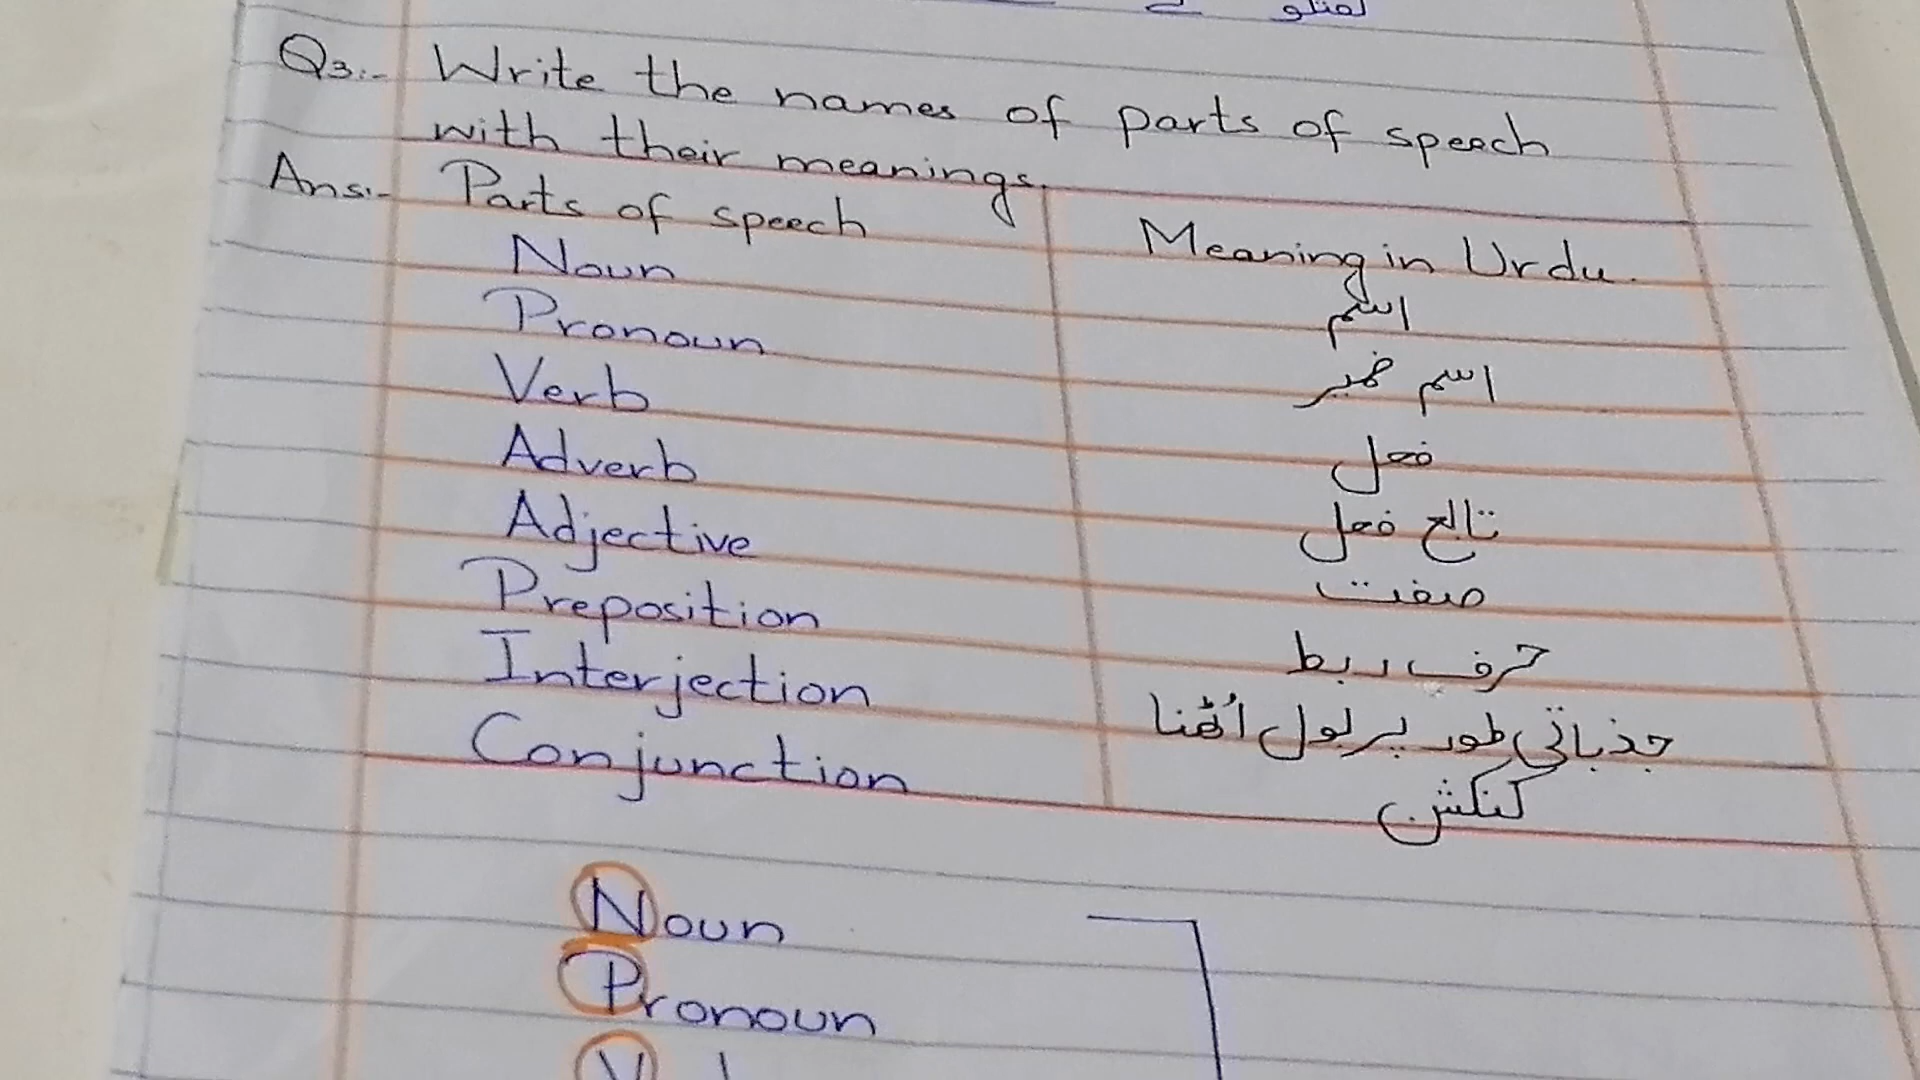 Q3:- Write the names of parts of speech
with their meanings.
Ans:- Parts of speech Meaning in Urdu.
Noun اسم
Pronoun اسم ضمیر
Verb فعل
Adverb تابع فعل
Adjective صفت
Preposition حرف ربط
Interjection جذباتی طور پر بول اُٹھنا
Conjunction کنکش
Noun
Pronoun